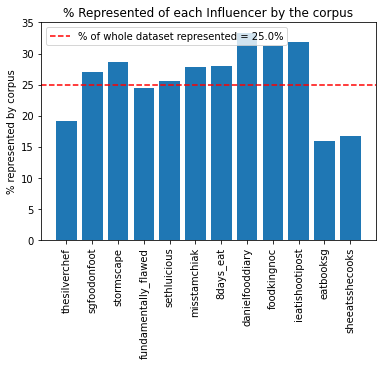 % Represented of each Influencer by the corpus
% of whole dataset represented = 25.0%
% represented by corpus
35
30
25
20
15
10
5
0
thesilverchef
sgfoodonfoot
stormscape
fundamentally_flawed
sethluicious
misstamchiak
8days_eat
danielfooddiary
foodkingnoc
ieatishootipost
eatbooksg
sheeatsshecooks